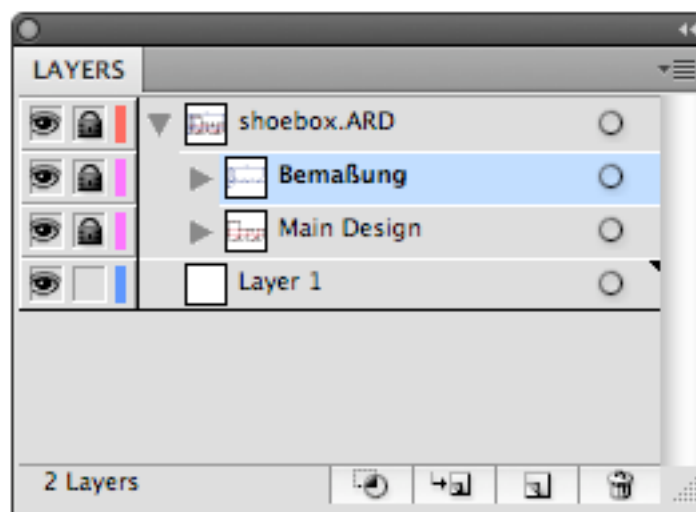 LAYERS
shoebox.ARD
Bemaßung
Main Design
Layer 1
2 Layers